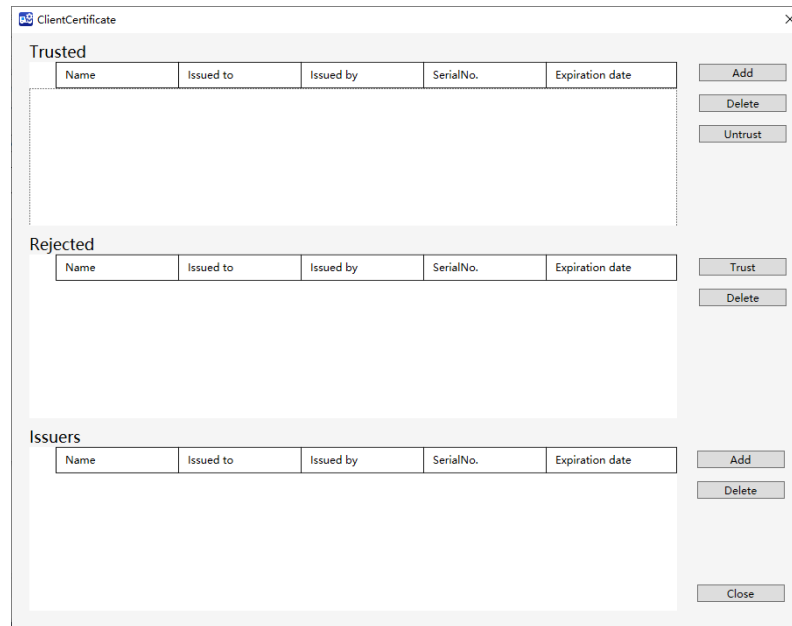 ClientCertificate
Trusted
Name Issued to Issued by SerialNo. Expiration date
Add
Delete
Untrust
Rejected
Name Issued to Issued by SerialNo. Expiration date
Trust
Delete
Issuers
Name Issued to Issued by SerialNo. Expiration date
Add
Delete
Close